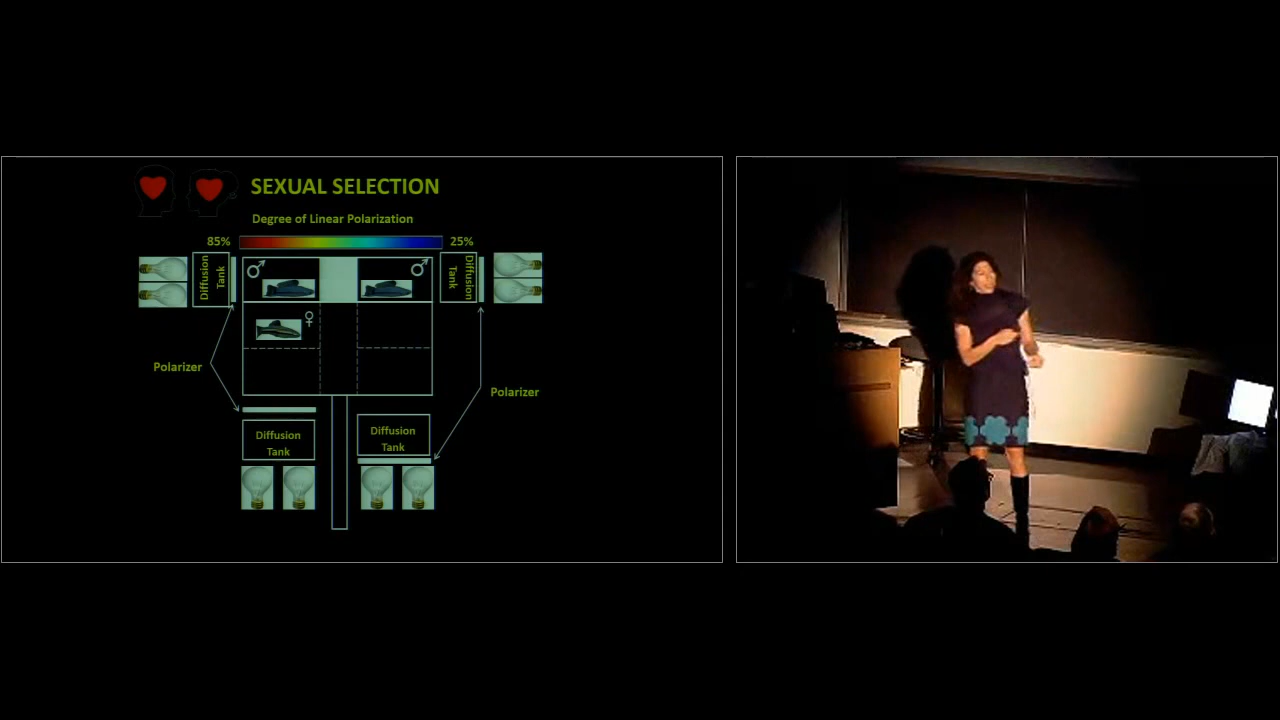 SEXUAL SELECTION
Degree of Linear Polarization
85%
25%
Diffusion
Tank
Diffusion
Tank
♂
♂
♀
Polarizer
Polarizer
Diffusion
Tank
Diffusion
Tank